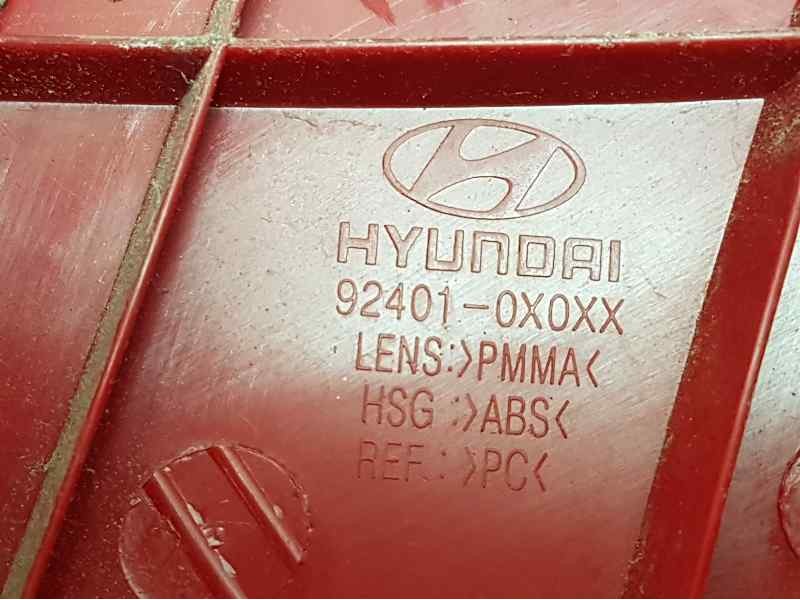 HYUNDAI
92401-0X0XX
LENS:>PMMA<
HSG :>ABS<
REF.:>PC<